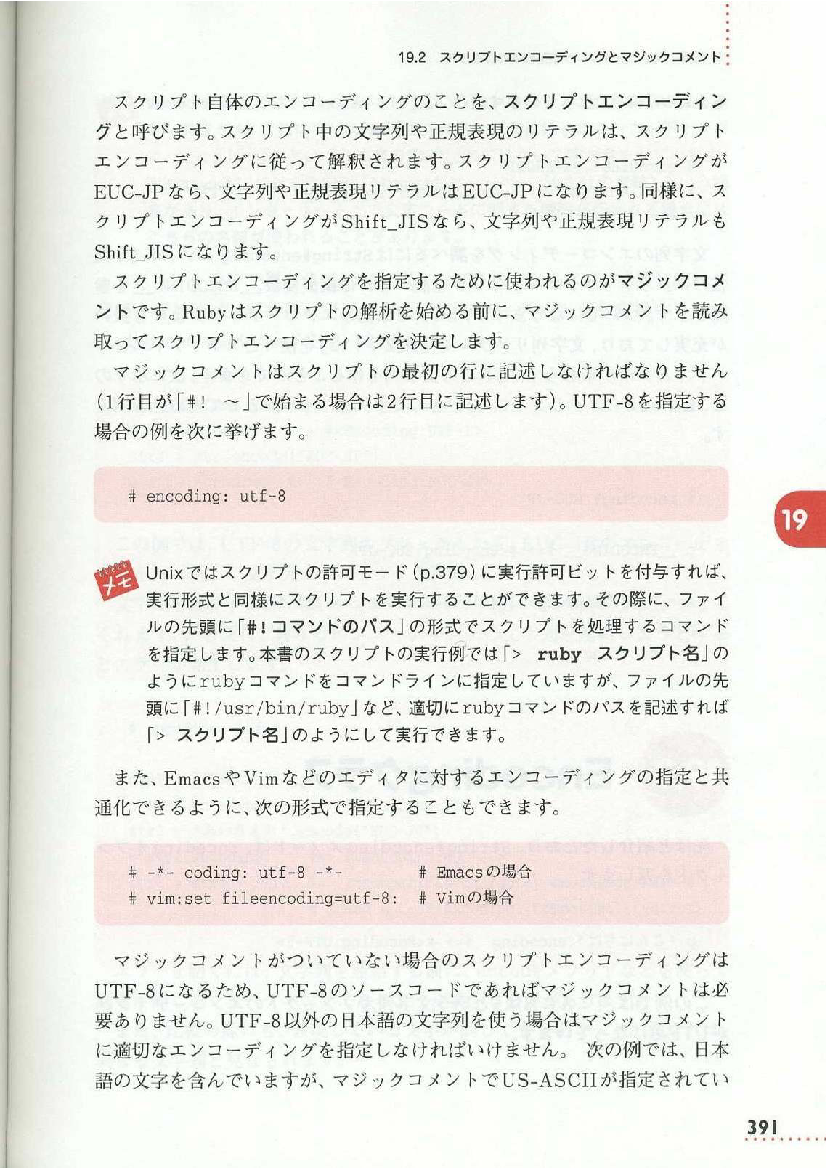 19.2 スクリプトエンコーディングとマジックコメント
スクリプト自体のエンコーディングのことを、スクリプトエンコーディン
グと呼びます。スクリプト中の文字列や正規表現のリテラルは、スクリプト
エンコーディングに従って解釈されます。スクリプトエンコーディングが
EUC-JPなら、文字列や正規表現リテラルはEUC-JPになります。同様に、ス
クリプトエンコーディングがShift_JISなら、文字列や正規表現リテラルも
Shift_JISになります。
スクリプトエンコーディングを指定するために使われるのがマジックコメ
ントです。Rubyはスクリプトの解析を始める前に、マジックコメントを読み
取ってスクリプトエンコーディングを決定します。
マジックコメントはスクリプトの最初の行に記述しなければなりません
(1行目が「#! ～」で始まる場合は2行目に記述します)。UTF-8を指定する
場合の例を次に挙げます。
# encoding: utf-8
19
メモ
Unixではスクリプトの許可モード(p.379)に実行許可ビットを付与すれば、
実行形式と同様にスクリプトを実行することができます。その際に、ファイ
ルの先頭に「#!コマンドのパス」の形式でスクリプトを処理するコマンド
を指定します。本書のスクリプトの実行例では「> ruby スクリプト名」の
ようにrubyコマンドをコマンドラインに指定していますが、ファイルの先
頭に「#!/usr/bin/ruby」など、適切にrubyコマンドのパスを記述すれば
「> スクリプト名」のようにして実行できます。
また、EmacsやVimなどのエディタに対するエンコーディングの指定と共
通化できるように、次の形式で指定することもできます。
# -*- coding: utf-8 -*- # Emacsの場合
# vim:set fileencoding=utf-8: # Vimの場合
マジックコメントがついていない場合のスクリプトエンコーディングは
UTF-8になるため、UTF-8のソースコードであればマジックコメントは必
要ありません。UTF-8以外の日本語の文字列を使う場合はマジックコメント
に適切なエンコーディングを指定しなければいけません。 次の例では、日本
語の文字を含んでいますが、マジックコメントでUS-ASCIIが指定されてい
391